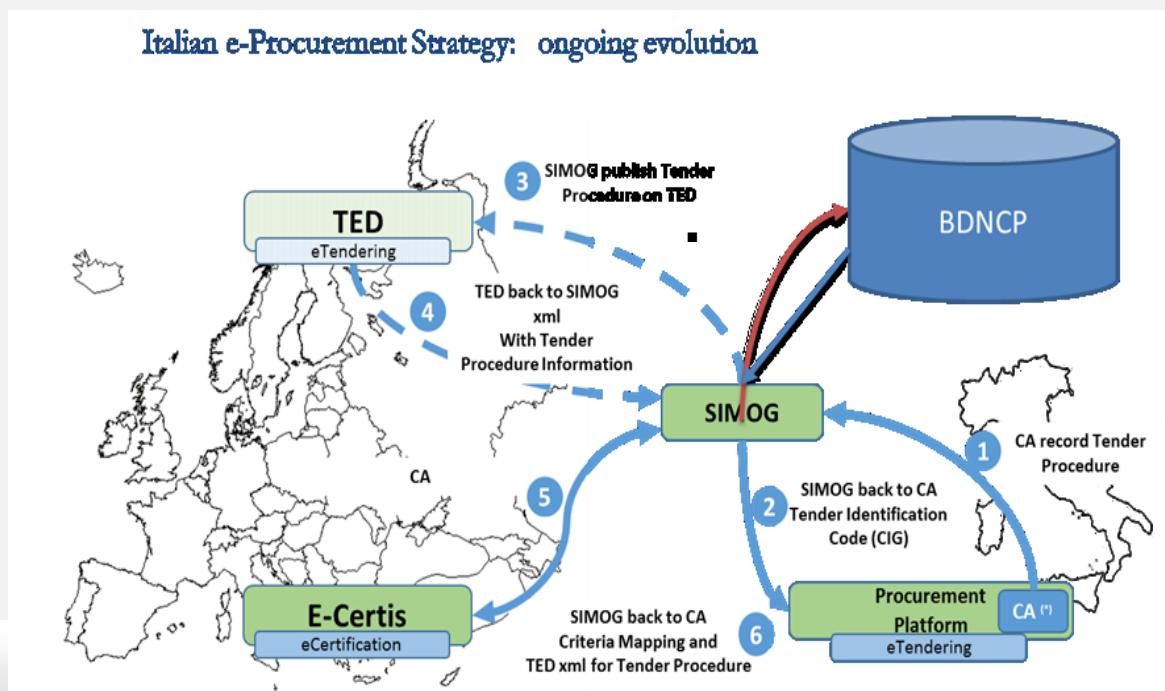 Italian e-Procurement Strategy: ongoing evolution
3
SIMOG publish Tender
Procedure on TED
BDNCP
TED
eTendering
4
TED back to SIMOG
xml
With Tender
Procedure Information
SIMOG
1
CA record Tender
Procedure
CA
5
2
SIMOG back to CA
Tender Identification
Code (CIG)
E-Certis
eCertification
SIMOG back to CA
Criteria Mapping and
TED xml for Tender Procedure
6
Procurement
Platform
CA (*)
eTendering